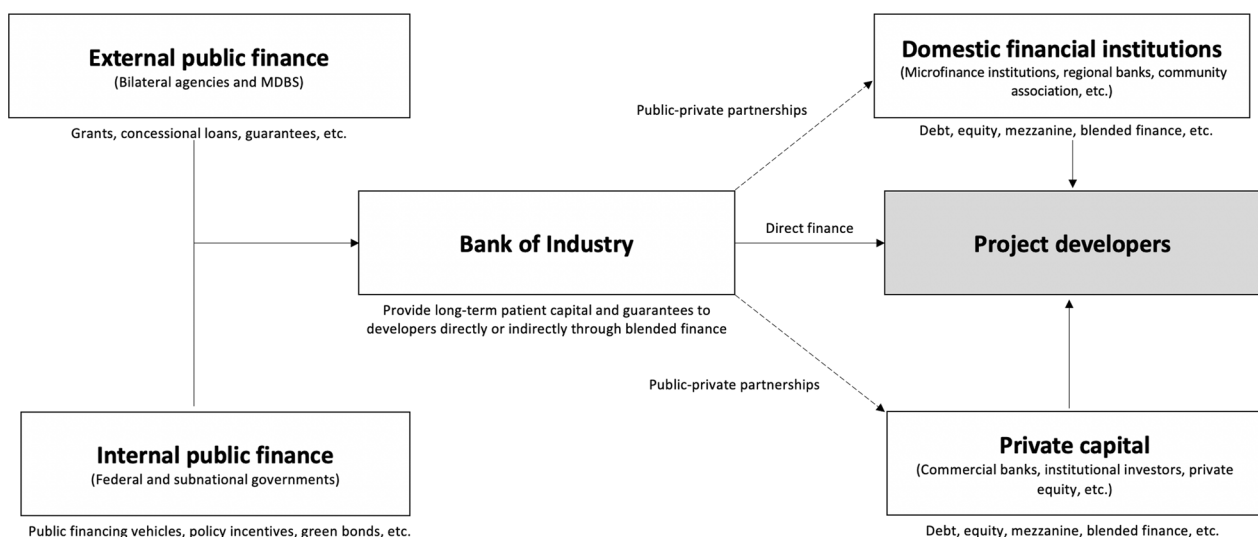 External public finance
(Bilateral agencies and MDBS)
Grants, concessional loans, guarantees, etc.
Domestic financial institutions
(Microfinance institutions, regional banks, community
association, etc.)
Debt, equity, mezzanine, blended finance, etc.
Public-private partnerships
Bank of Industry
Provide long-term patient capital and guarantees to
developers directly or indirectly through blended finance
Direct finance
Project developers
Public-private partnerships
Internal public finance
(Federal and subnational governments)
Public financing vehicles, policy incentives, green bonds, etc.
Private capital
(Commercial banks, institutional investors, private
equity, etc.)
Debt, equity, mezzanine, blended finance, etc.